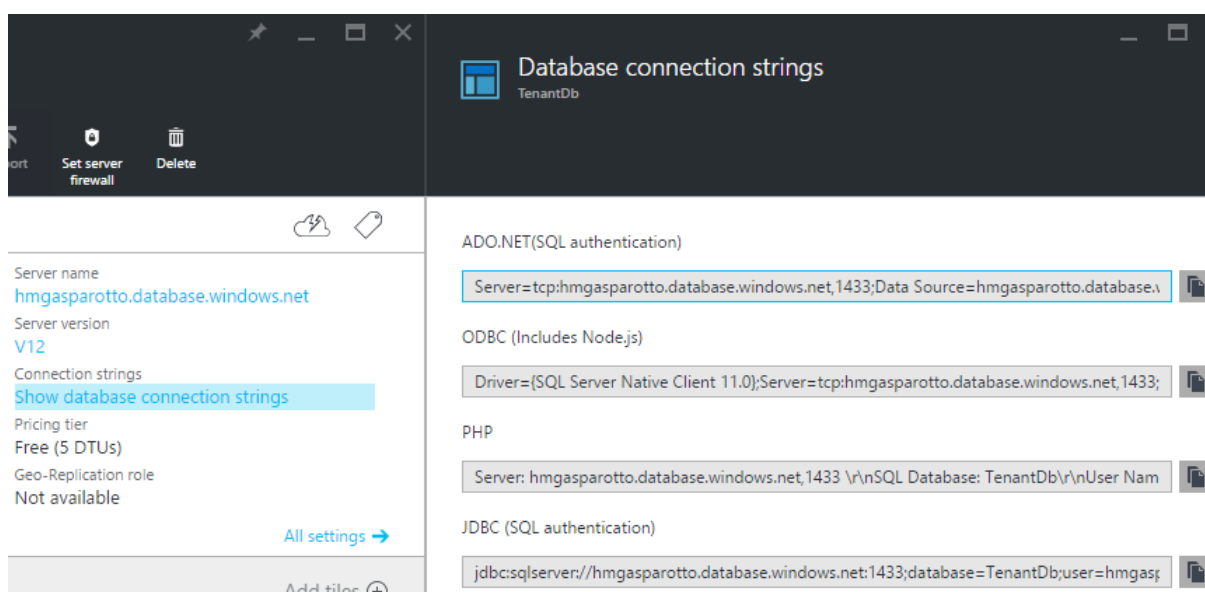 Database connection strings
TenantDb
Set server
firewall
Delete
Server name
hmgasparotto.database.windows.net
Server version
V12
Connection strings
Show database connection strings
Pricing tier
Free (5 DTUs)
Geo-Replication role
Not available
All settings
Add tiles
ADO.NET(SQL authentication)
Server=tcp:hmgasparotto.database.windows.net,1433;Data Source=hmgasparotto.database.
ODBC (Includes Node.js)
Driver={SQL Server Native Client 11.0};Server=tcp:hmgasparotto.database.windows.net,1433;
PHP
Server: hmgasparotto.database.windows.net,1433 \r\nSQL Database: TenantDb\r\nUser Nam
JDBC (SQL authentication)
jdbc:sqlserver://hmgasparotto.database.windows.net:1433;database=TenantDb;user=hmgasp